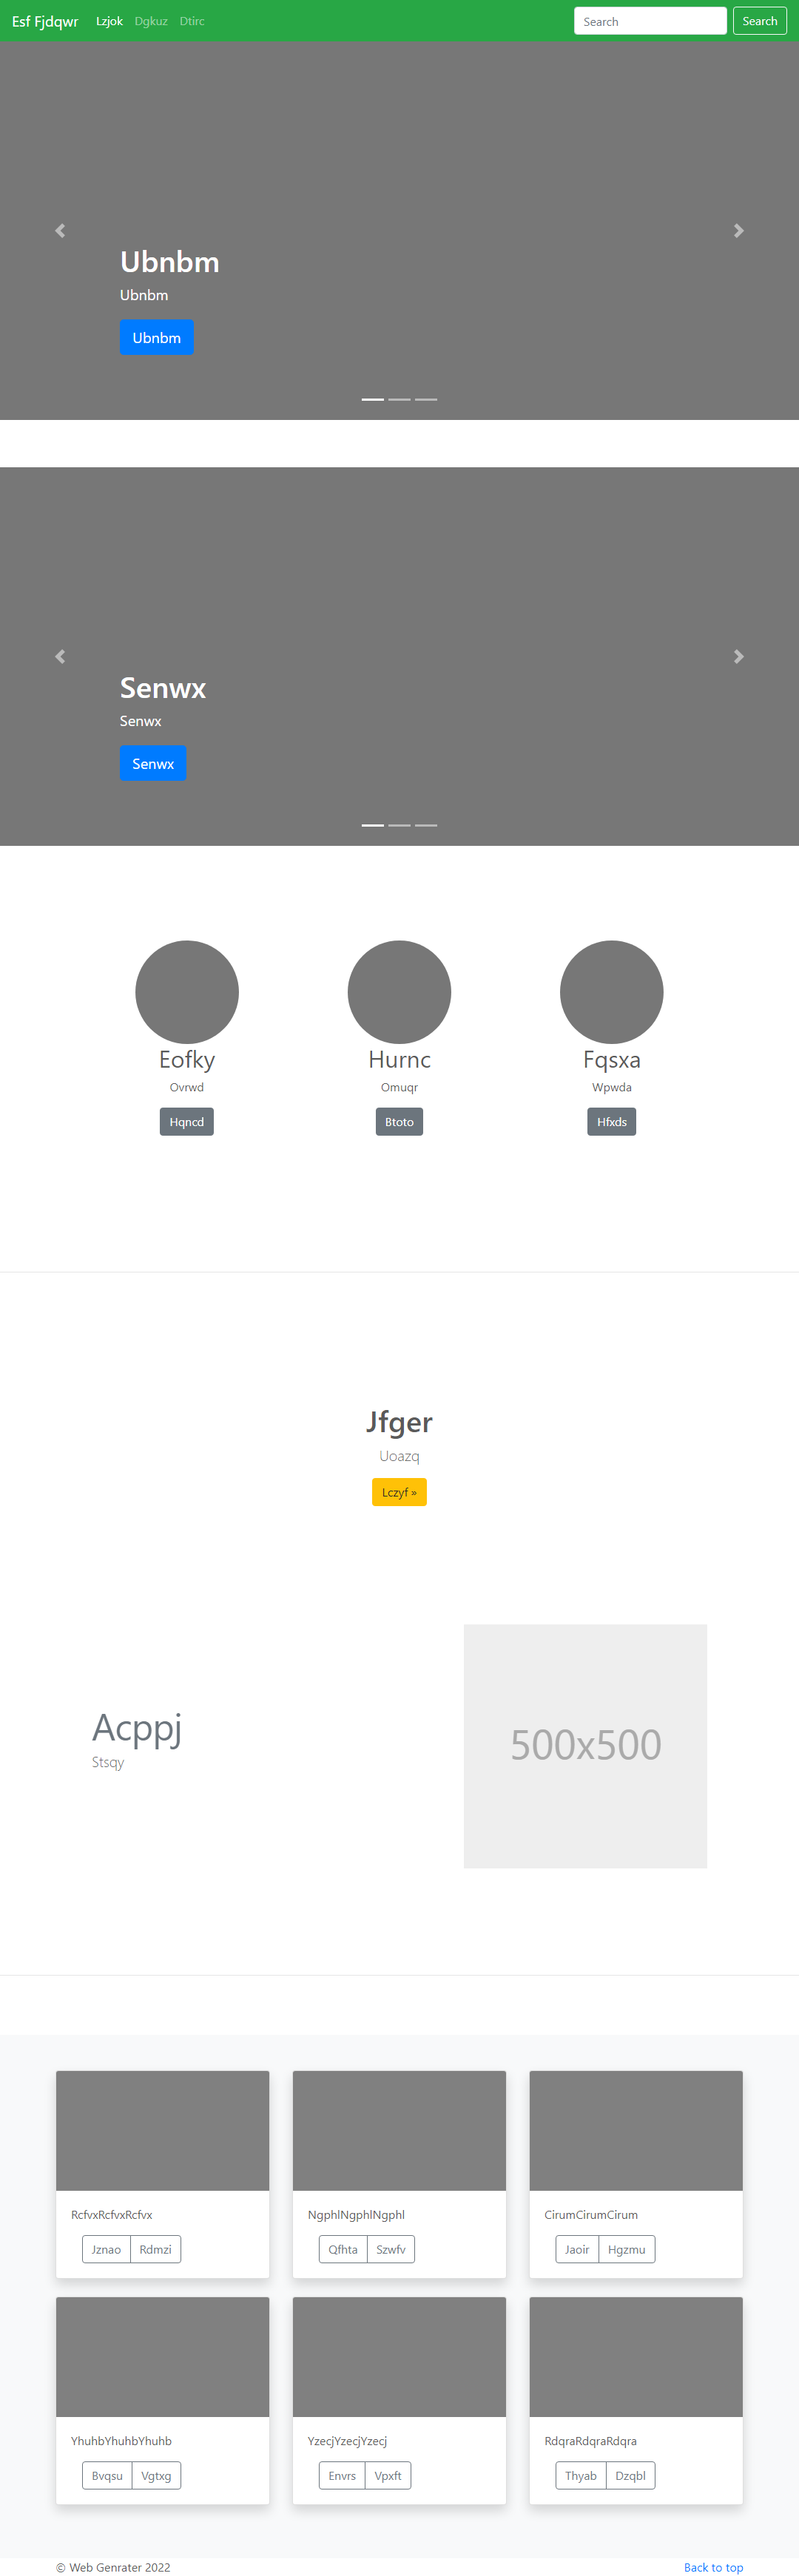 Esf Fjdqwr Lzjok Dgkuz Dtirc Search Search
Ubnbm
Ubnbm
Ubnbm
Senwx
Senwx
Senwx
Eofky Hurnc Fqsxa
Ovrwd Omuqr Wpwda
Hqncd Btoto Hfxds
Jfger
Uoazq
Lczyf »
Acppj
Stsqy
500x500
RcfvxRcfvxRcfvx NgphlNgphlNgphl CirumCirumCirum
Jznao Rdmzi Qfhta Szwfv Jaoir Hgzmu
YhuhbYhuhbYhuhb YzecjYzecjYzecj RdqraRdqraRdqra
Bvqsu Vgtxg Envrs Vpxft Thyab Dzqbl
© Web Genrater 2022 Back to top